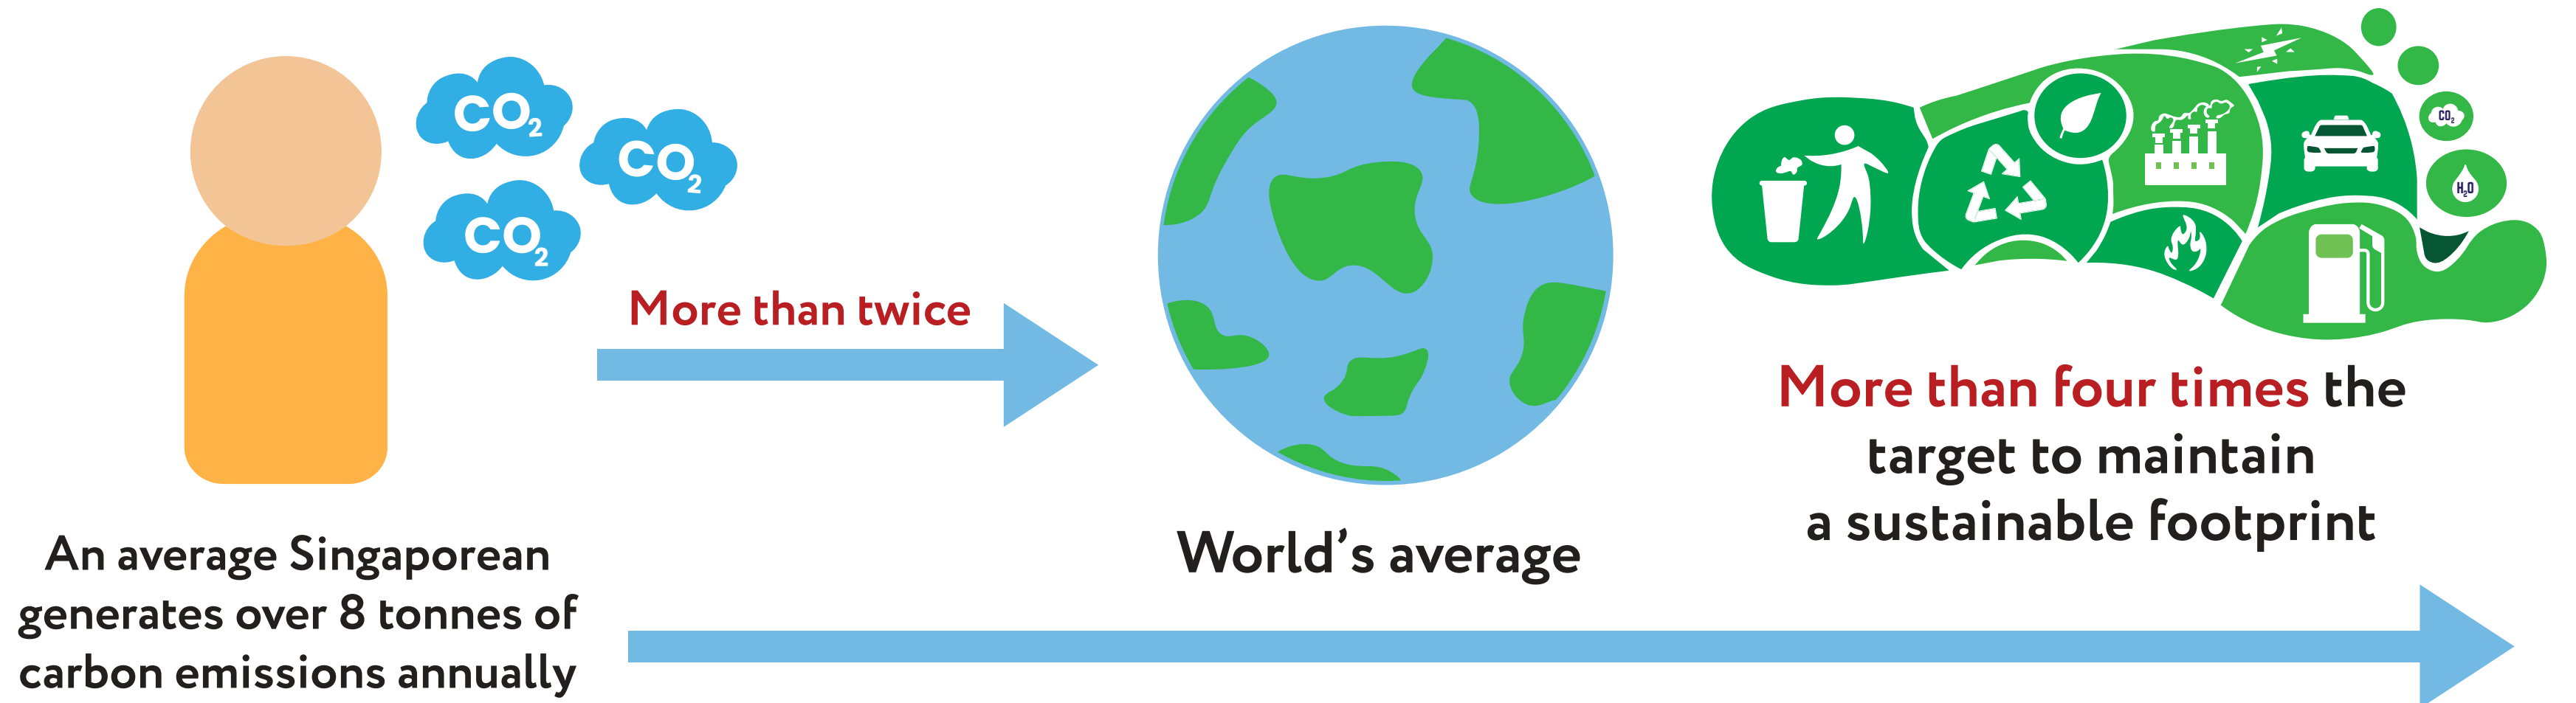 CO2
CO2
CO2
More than twice
An average Singaporean
generates over 8 tonnes of
carbon emissions annually
World’s average
CO2
H2O
More than four times the
target to maintain
a sustainable footprint